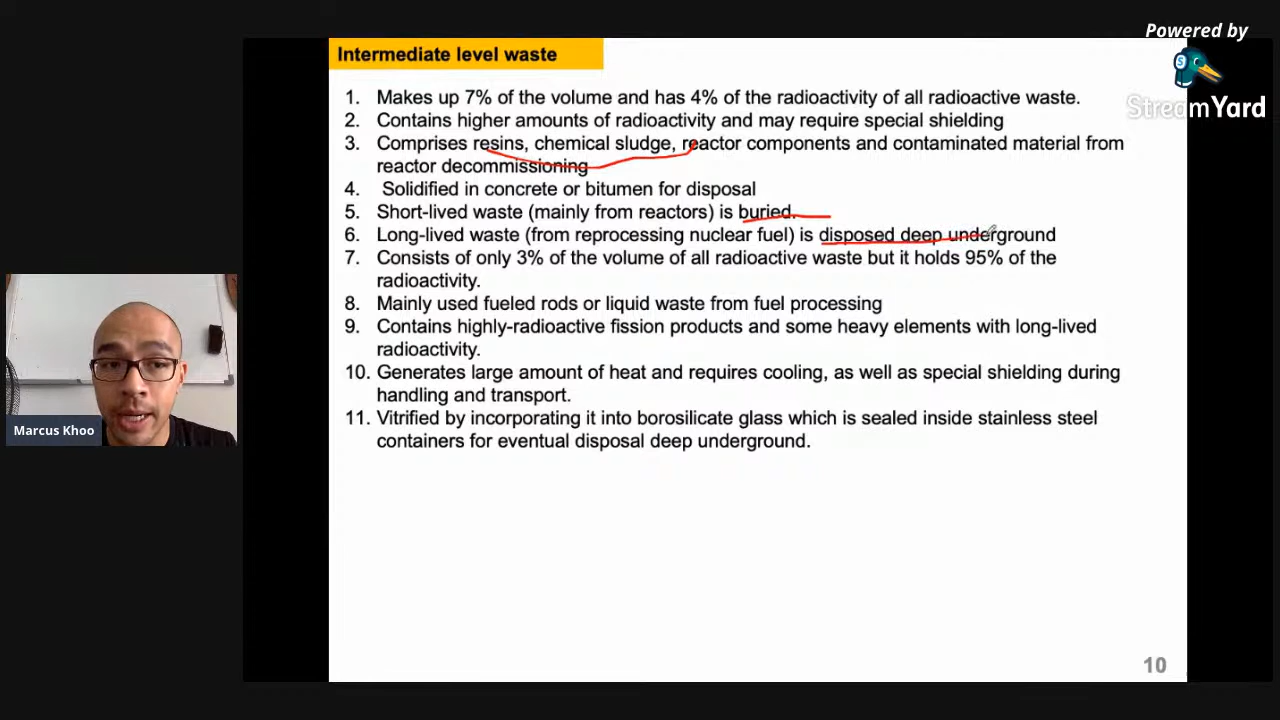 Powered by
StreamYard
Intermediate level waste
1. Makes up 7% of the volume and has 4% of the radioactivity of all radioactive waste.
2. Contains higher amounts of radioactivity and may require special shielding
3. Comprises resins, chemical sludge, reactor components and contaminated material from
reactor decommissioning
4. Solidified in concrete or bitumen for disposal
5. Short-lived waste (mainly from reactors) is buried.
6. Long-lived waste (from reprocessing nuclear fuel) is disposed deep underground
7. Consists of only 3% of the volume of all radioactive waste but it holds 95% of the
radioactivity.
8. Mainly used fueled rods or liquid waste from fuel processing
9. Contains highly-radioactive fission products and some heavy elements with long-lived
radioactivity.
10. Generates large amount of heat and requires cooling, as well as special shielding during
handling and transport.
11. Vitrified by incorporating it into borosilicate glass which is sealed inside stainless steel
containers for eventual disposal deep underground.
Marcus Khoo
10